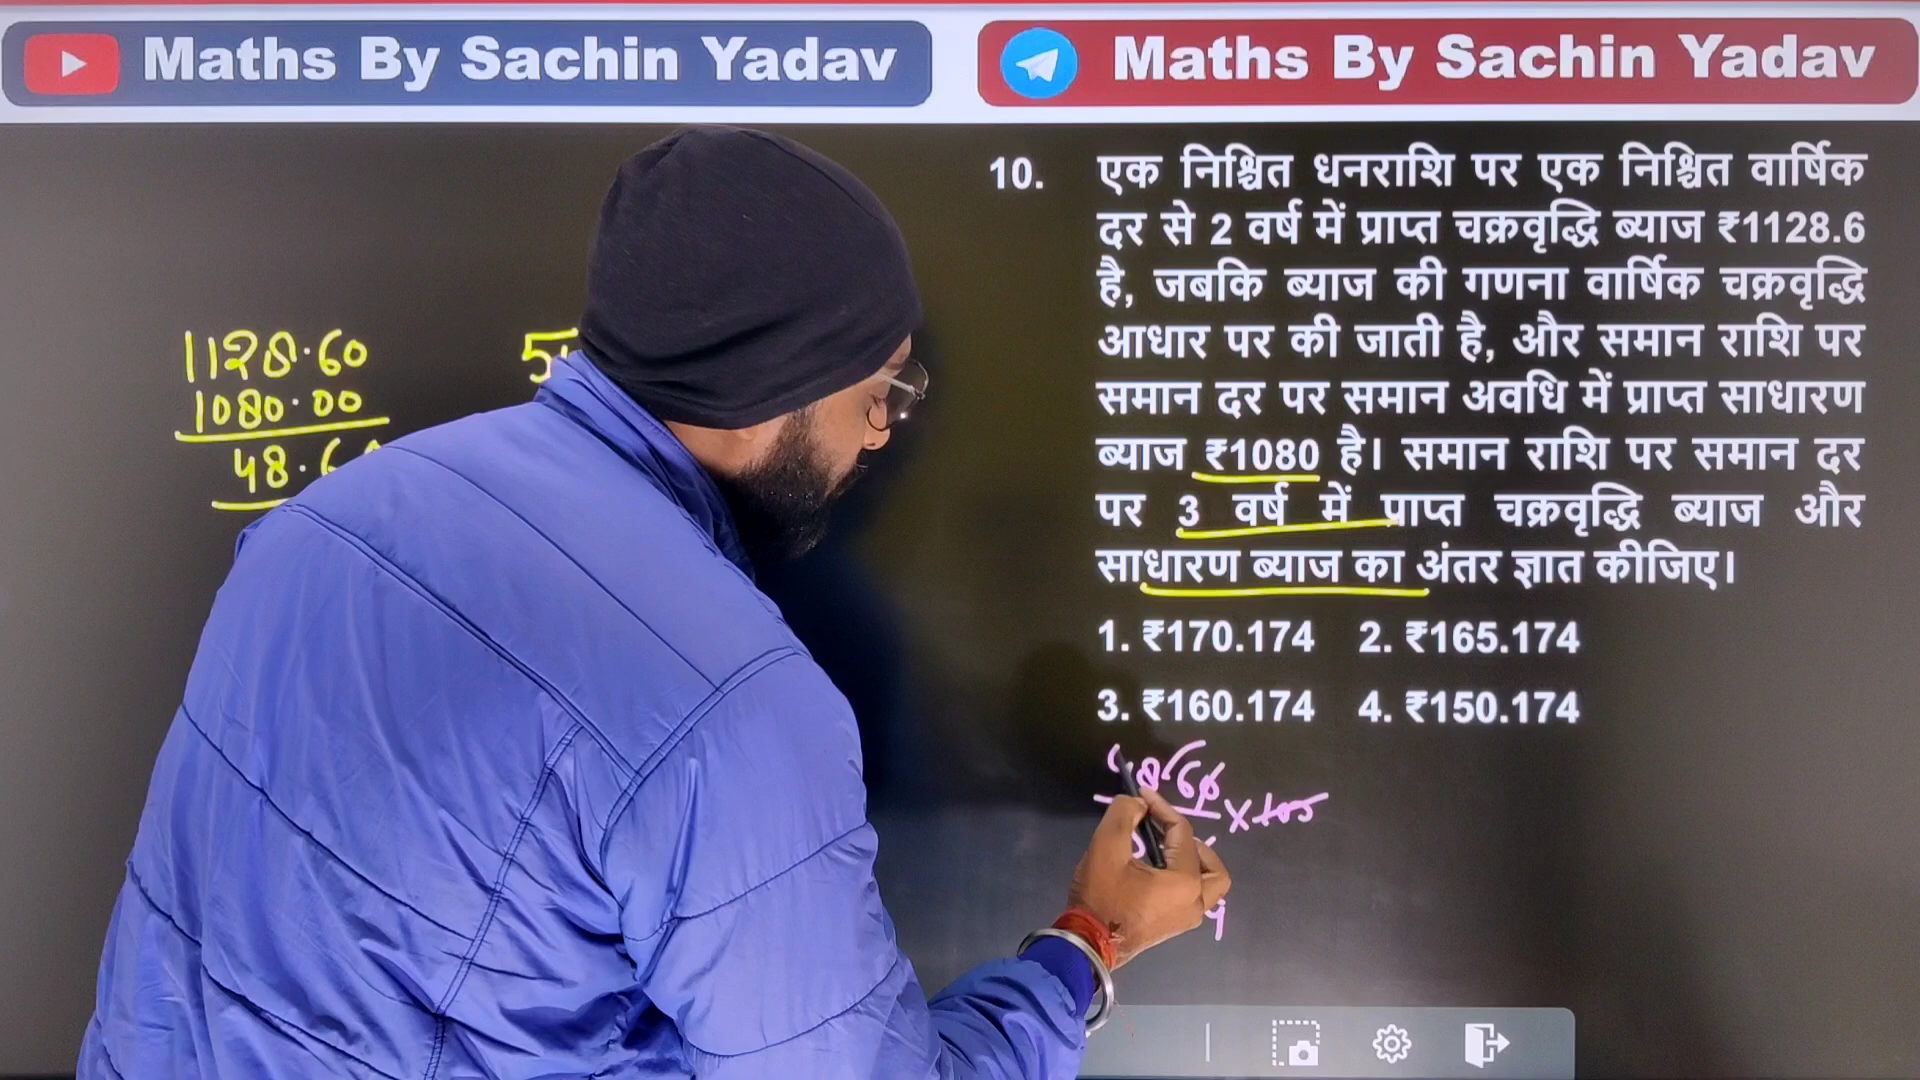 Maths By Sachin Yadav
Maths By Sachin Yadav
10. एक निश्चित धनराशि पर एक निश्चित वार्षिक
दर से 2 वर्ष में प्राप्त चक्रवृद्धि ब्याज ₹1128.6
है, जबकि ब्याज की गणना वार्षिक चक्रवृद्धि
आधार पर की जाती है, और समान राशि पर
समान दर पर समान अवधि में प्राप्त साधारण
ब्याज ₹1080 है। समान राशि पर समान दर
पर 3 वर्ष में प्राप्त चक्रवृद्धि ब्याज और
साधारण ब्याज का अंतर ज्ञात कीजिए।
1. ₹170.174 2. ₹165.174
3. ₹160.174 4. ₹150.174
1128.60
1080.00
48.6